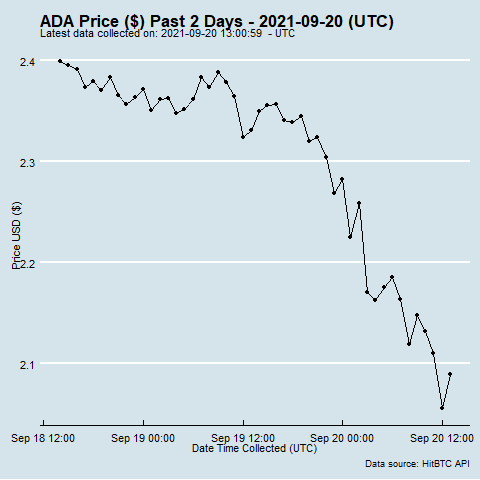 ADA Price ($) Past 2 Days - 2021-09-20 (UTC)
Latest data collected on: 2021-09-20 13:00:59 - UTC
2.4
2.3
2.2
2.1
Price USD ($)
Sep 18 12:00 Sep 19 00:00 Sep 19 12:00 Sep 20 00:00 Sep 20 12:00
Date Time Collected (UTC)
Data source: HitBTC API